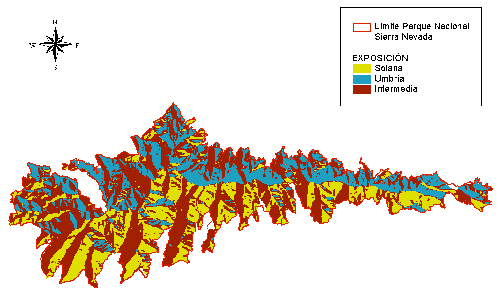 N
E
S
Límite Parque Nacional
Sierra Nevada
EXPOSICIÓN
Solana
Umbría
Intermedia